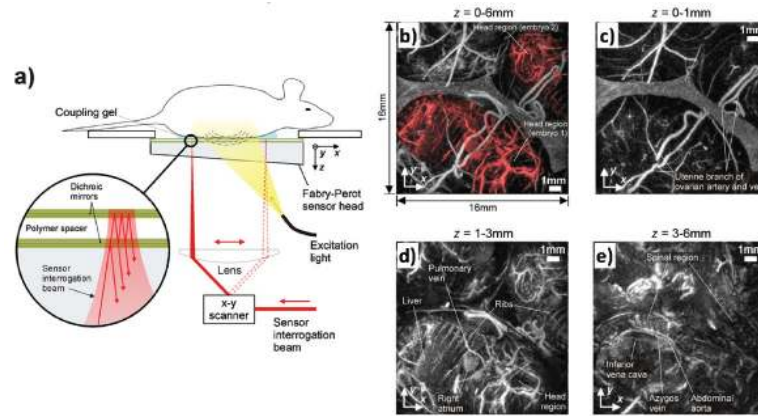 a)
Coupling gel
y
x
z
Fabry-Perot
sensor head
Dichroic
mirrors
Polymer spacer
Sensor
interrogation
beam
Lens
Excitation
light
x-y
scanner
Sensor
interrogation
beam
z = 0-6mm
b)
Head region (embryo 2)
Head region
(embryo 1)
16mm
y
x
1mm
16mm
z = 0-1mm
c)
1mm
Uterine branch of
ovarian artery and ve
y
x
z = 1-3mm
d)
1mm
Pulmonary
vein
Liver
Ribs
Right
atrium
Head
region
y
x
z = 3-6mm
e)
1mm
Spinal region
Inferior
vena cava
Azygos
vein
Abdominal
aorta
y
x